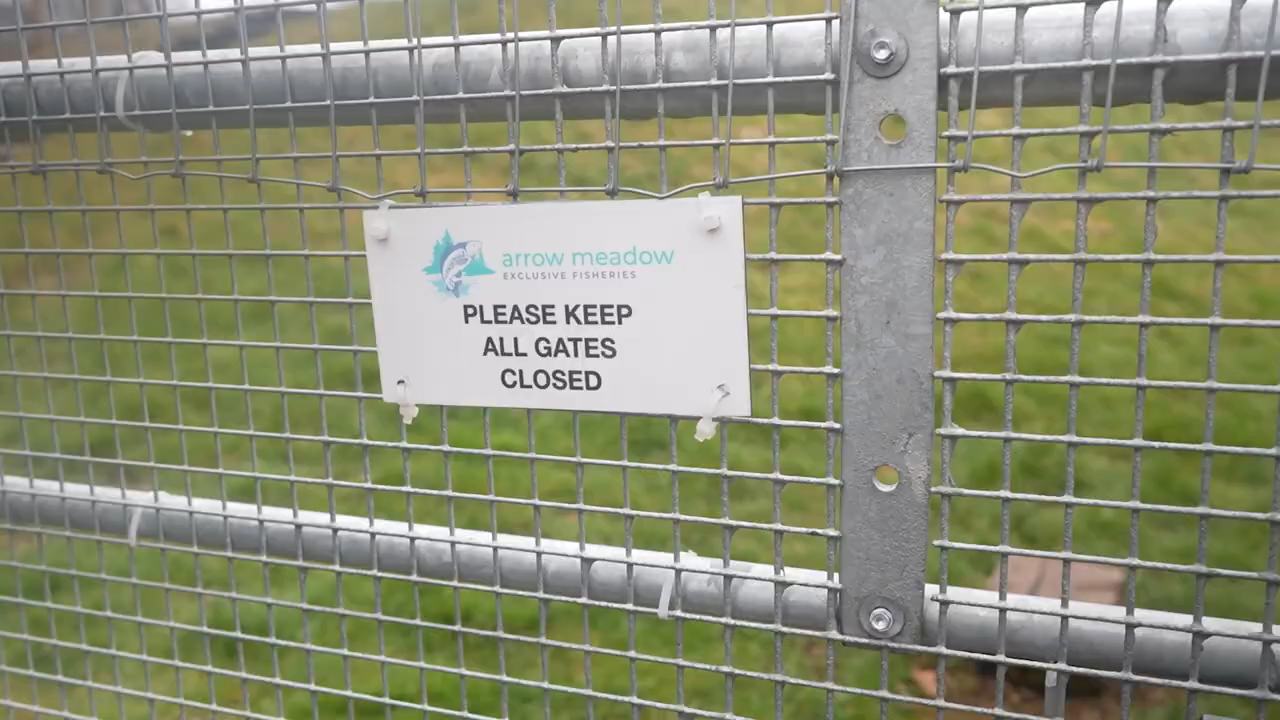 arrow meadow
EXCLUSIVE FISHERIES
PLEASE KEEP
ALL GATES
CLOSED